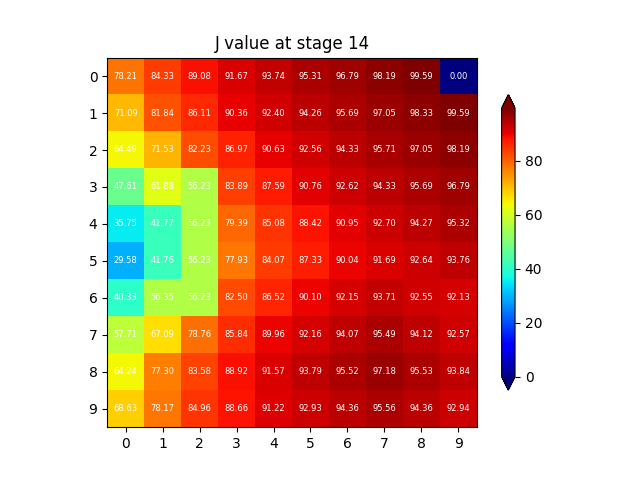 J value at stage 14
0 78.21 84.33 89.08 91.67 93.74 95.31 96.79 98.19 99.59 0.00
1 71.09 81.84 86.11 90.36 92.40 94.26 95.69 97.05 98.33 99.59
2 64.49 71.53 82.23 86.97 90.63 92.56 94.33 95.71 97.05 98.19
3 47.61 61.88 56.23 83.89 87.59 90.76 92.62 94.33 95.69 96.79
4 35.75 41.77 56.23 79.39 85.08 88.42 90.95 92.70 94.27 95.32
5 29.58 41.76 56.23 77.93 84.07 87.33 90.04 91.69 92.64 93.76
6 40.33 56.35 56.23 82.50 86.52 90.10 92.15 93.71 92.55 92.13
7 57.71 67.09 78.76 85.84 89.96 92.16 94.07 95.49 94.12 92.57
8 64.24 77.30 83.58 88.92 91.57 93.79 95.52 97.18 95.53 93.84
9 68.63 78.17 84.96 88.66 91.22 92.93 94.36 95.56 94.36 92.94
0 1 2 3 4 5 6 7 8 9
80
60
40
20
0